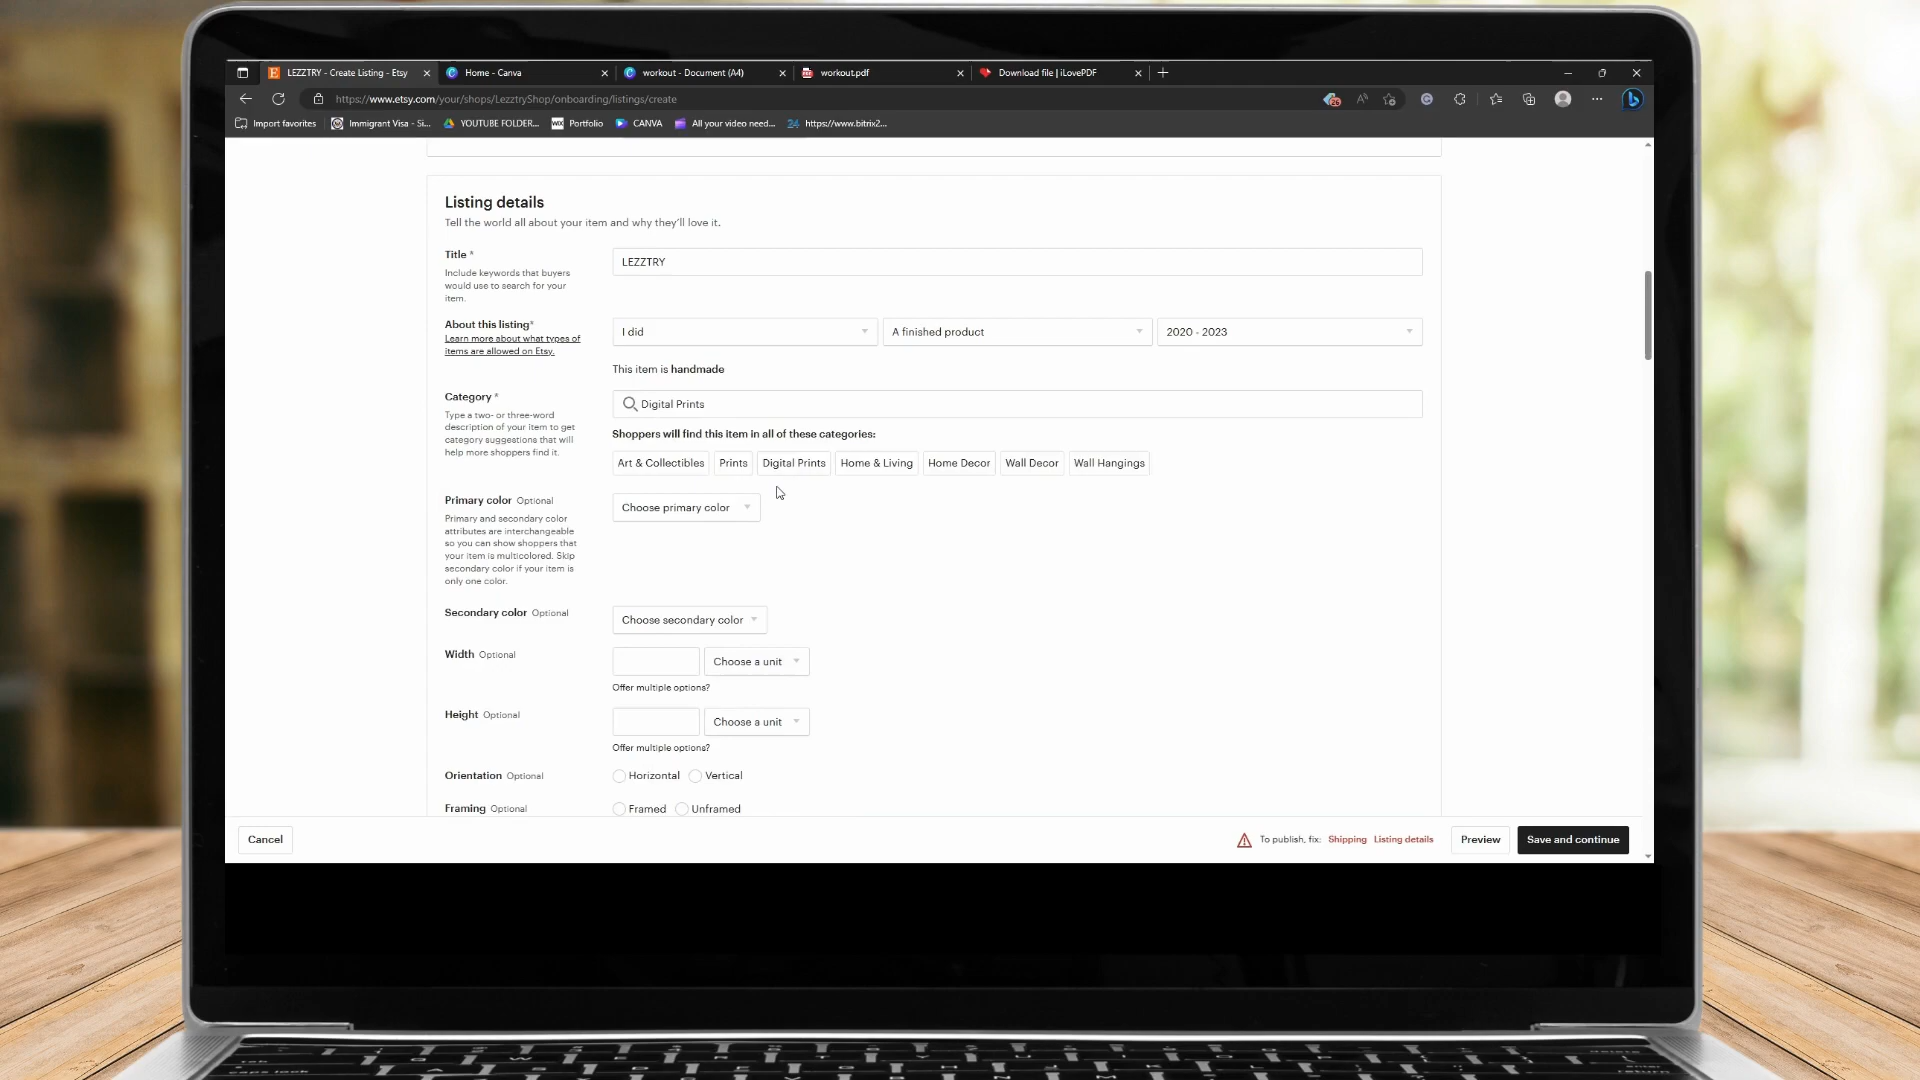 LEZZTRY - Create Listing - Etsy
Home - Canva
workout - Document (A4)
workout.pdf
Download file | iLovePDF
https://www.etsy.com/your/shops/LezztryShop/onboarding/listings/create
Import favorites
Immigrant Visa - Si...
YOUTUBE FOLDER...
Portfolio
CANVA
All your video need...
24
https://www.bitrix2...
Listing details
Tell the world all about your item and why they'll love it.
Title *
LEZZTRY
Include keywords that buyers
would use to search for your
item.
About this listing*
I did
A finished product
2020 - 2023
Learn more about what types of
items are allowed on Etsy.
This item is handmade
Category *
Digital Prints
Type a two- or three-word
description of your item to get
category suggestions that will
help more shoppers find it.
Shoppers will find this item in all of these categories:
Art & Collectibles
Prints
Digital Prints
Home & Living
Home Decor
Wall Decor
Wall Hangings
Primary color Optional
Choose primary color
Primary and secondary color
attributes are interchangeable
so you can show shoppers that
your item is multicolored. Skip
secondary color if your item is
only one color.
Secondary color Optional
Choose secondary color
Width Optional
Choose a unit
Offer multiple options?
Height Optional
Choose a unit
Offer multiple options?
Orientation Optional
Horizontal
Vertical
Framing Optional
Framed
Unframed
Cancel
To publish, fix: Shipping Listing details
Preview
Save and continue